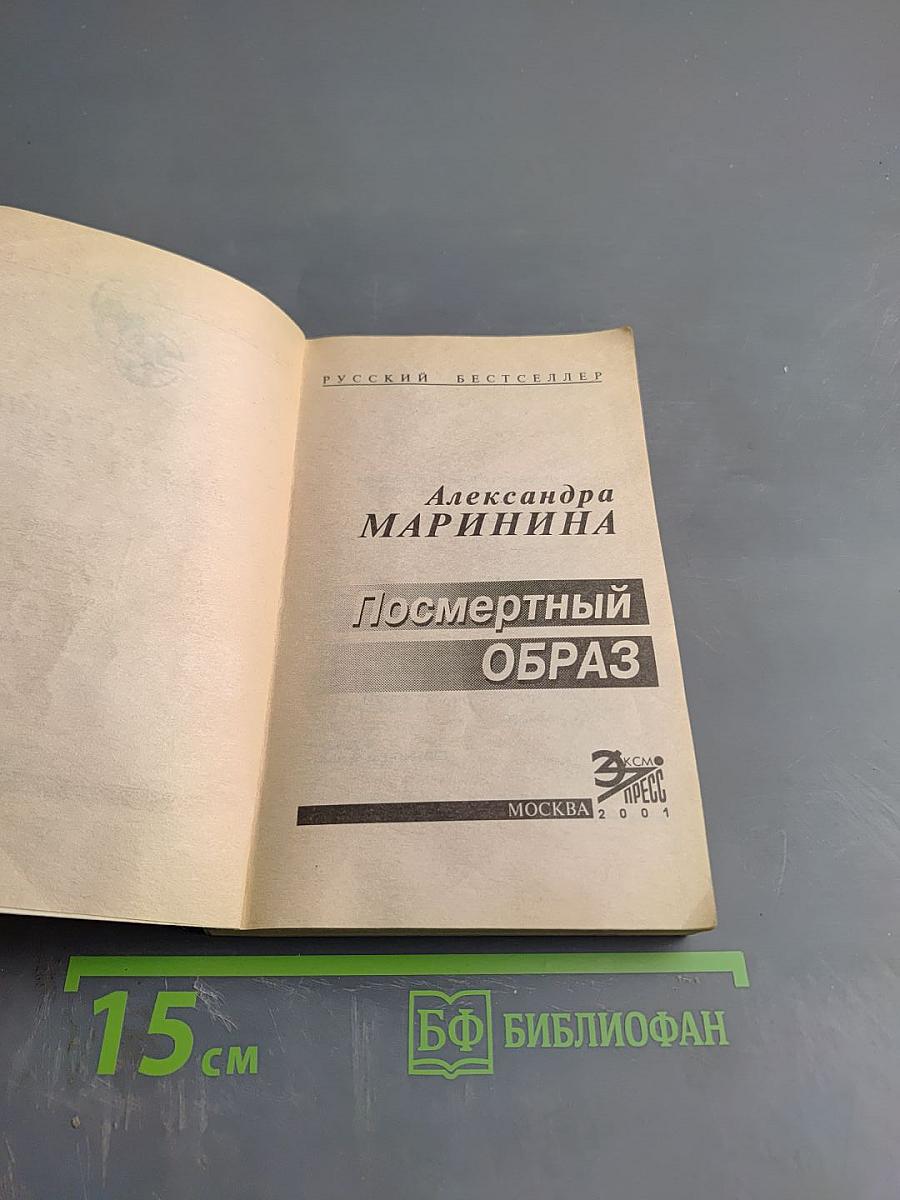 РУССКИЙ БЕСТСЕЛЛЕР
Александра
МАРИНИНА
Посмертный
ОБРАЗ
ЭКСМО
ПРЕСС
МОСКВА 2001
15 см
БФ БИБЛИОФАН